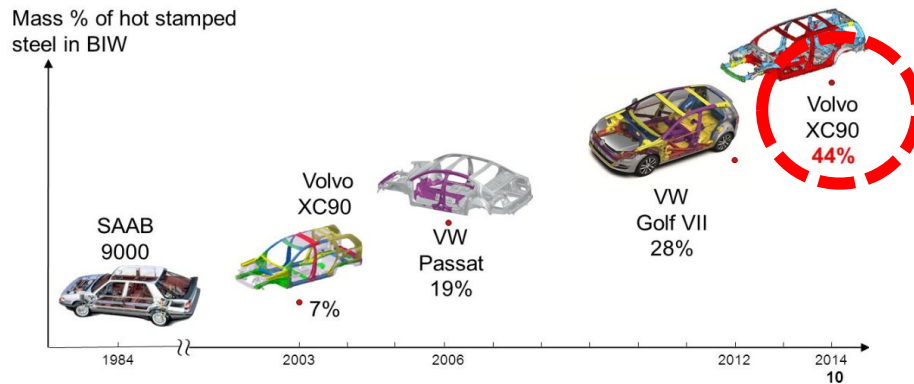 Mass % of hot stamped
steel in BIW
SAAB
9000
Volvo
XC90
7%
VW
Passat
19%
VW
Golf VII
28%
Volvo
XC90
44%
1984
2003
2006
2012
2014
10